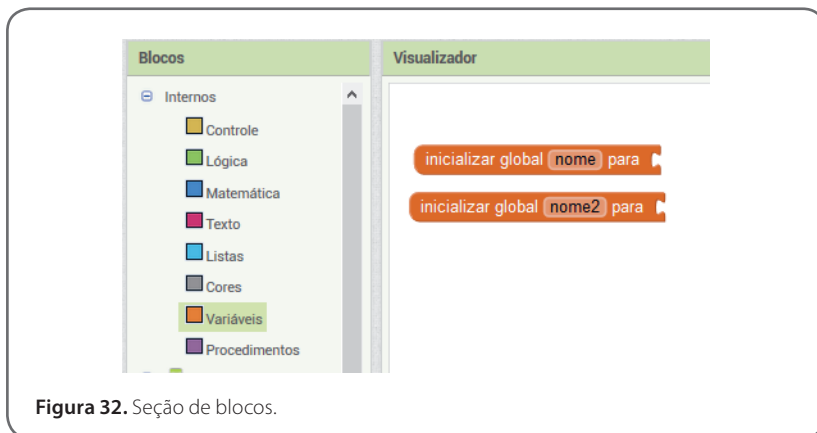 Blocos
Visualizador
Internos
Controle
Lógica
Matemática
Texto
Listas
Cores
Variáveis
Procedimentos
inicializar global nome para
inicializar global nome2 para
Figura 32. Seção de blocos.